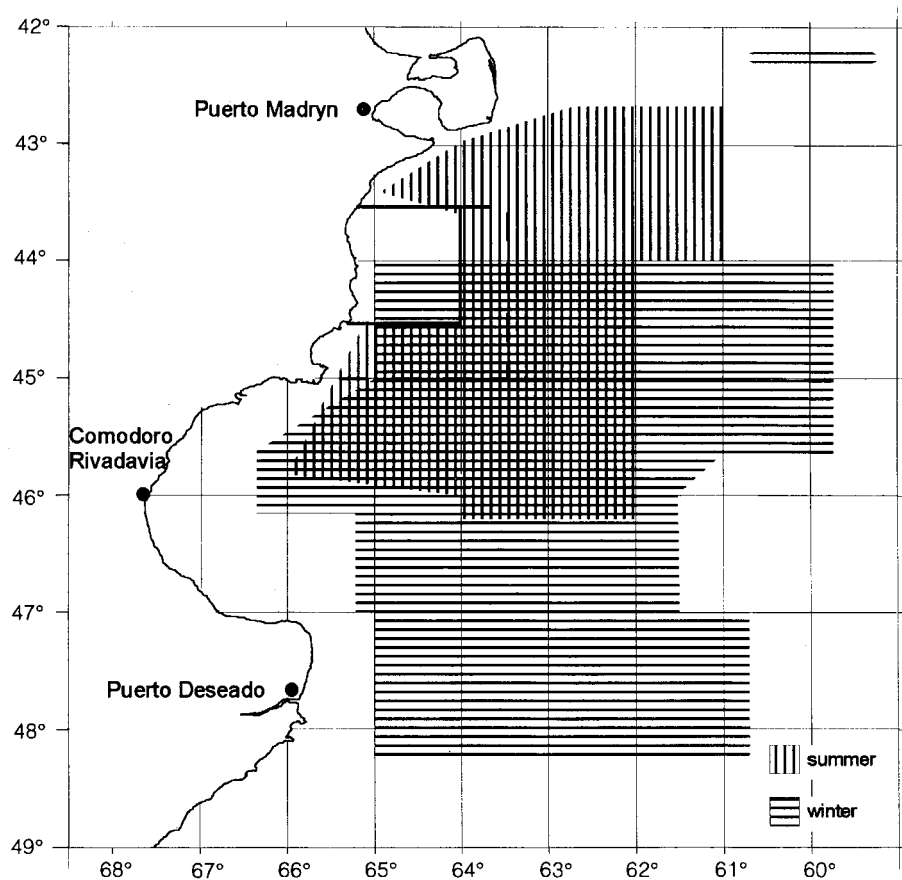 42°
Puerto Madryn
43°
44°
45°
Comodoro
Rivadavia
46°
47°
Puerto Deseado
48°
summer
winter
49°
68° 67° 66° 65° 64° 63° 62° 61° 60°